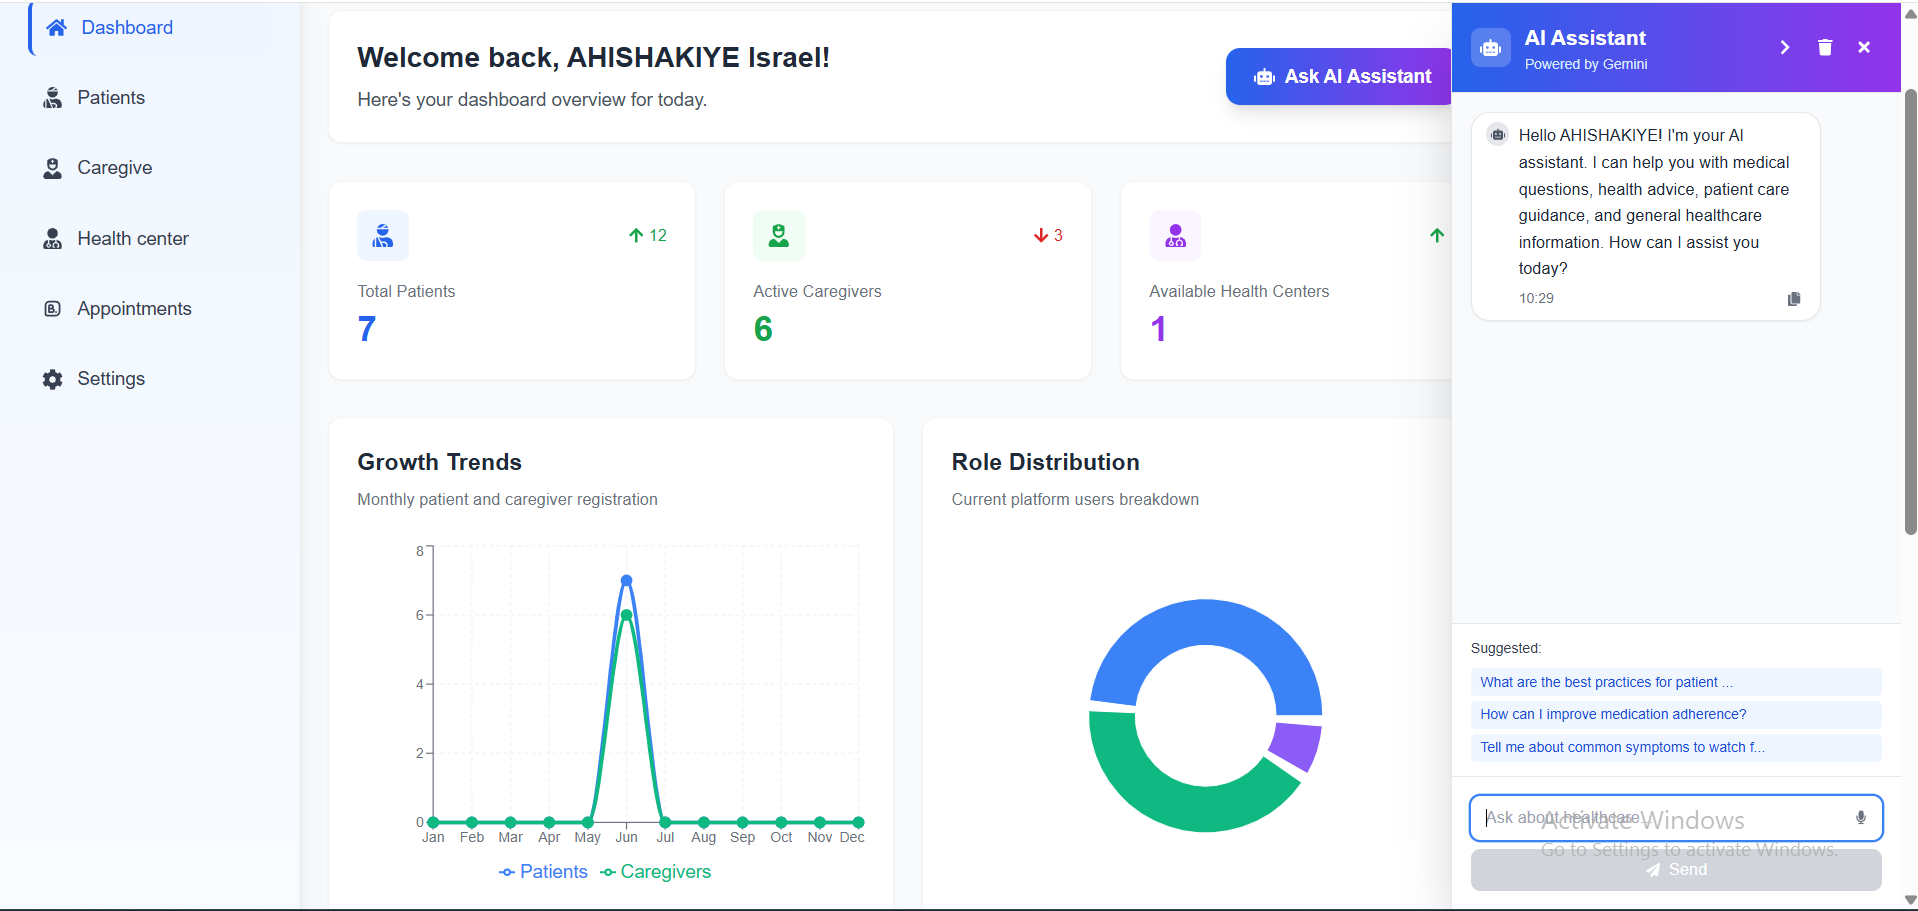 Dashboard
Patients
Caregive
Health center
Appointments
Settings
Welcome back, AHISHAKIYE Israel!
Here's your dashboard overview for today.
Ask AI Assistant
12
Total Patients
7
3
Active Caregivers
6
Available Health Centers
1
Growth Trends
Monthly patient and caregiver registration
8
6
4
2
0
Jan Feb Mar Apr May Jun Jul Aug Sep Oct Nov Dec
Patients Caregivers
Role Distribution
Current platform users breakdown
AI Assistant
Powered by Gemini
Hello AHISHAKIYE! I'm your AI
assistant. I can help you with medical
questions, health advice, patient care
guidance, and general healthcare
information. How can I assist you
today?
10:29
Suggested:
What are the best practices for patient ...
How can I improve medication adherence?
Tell me about common symptoms to watch f...
Ask about healthcare...
Activate Windows
Go to Settings to activate Windows.
Send